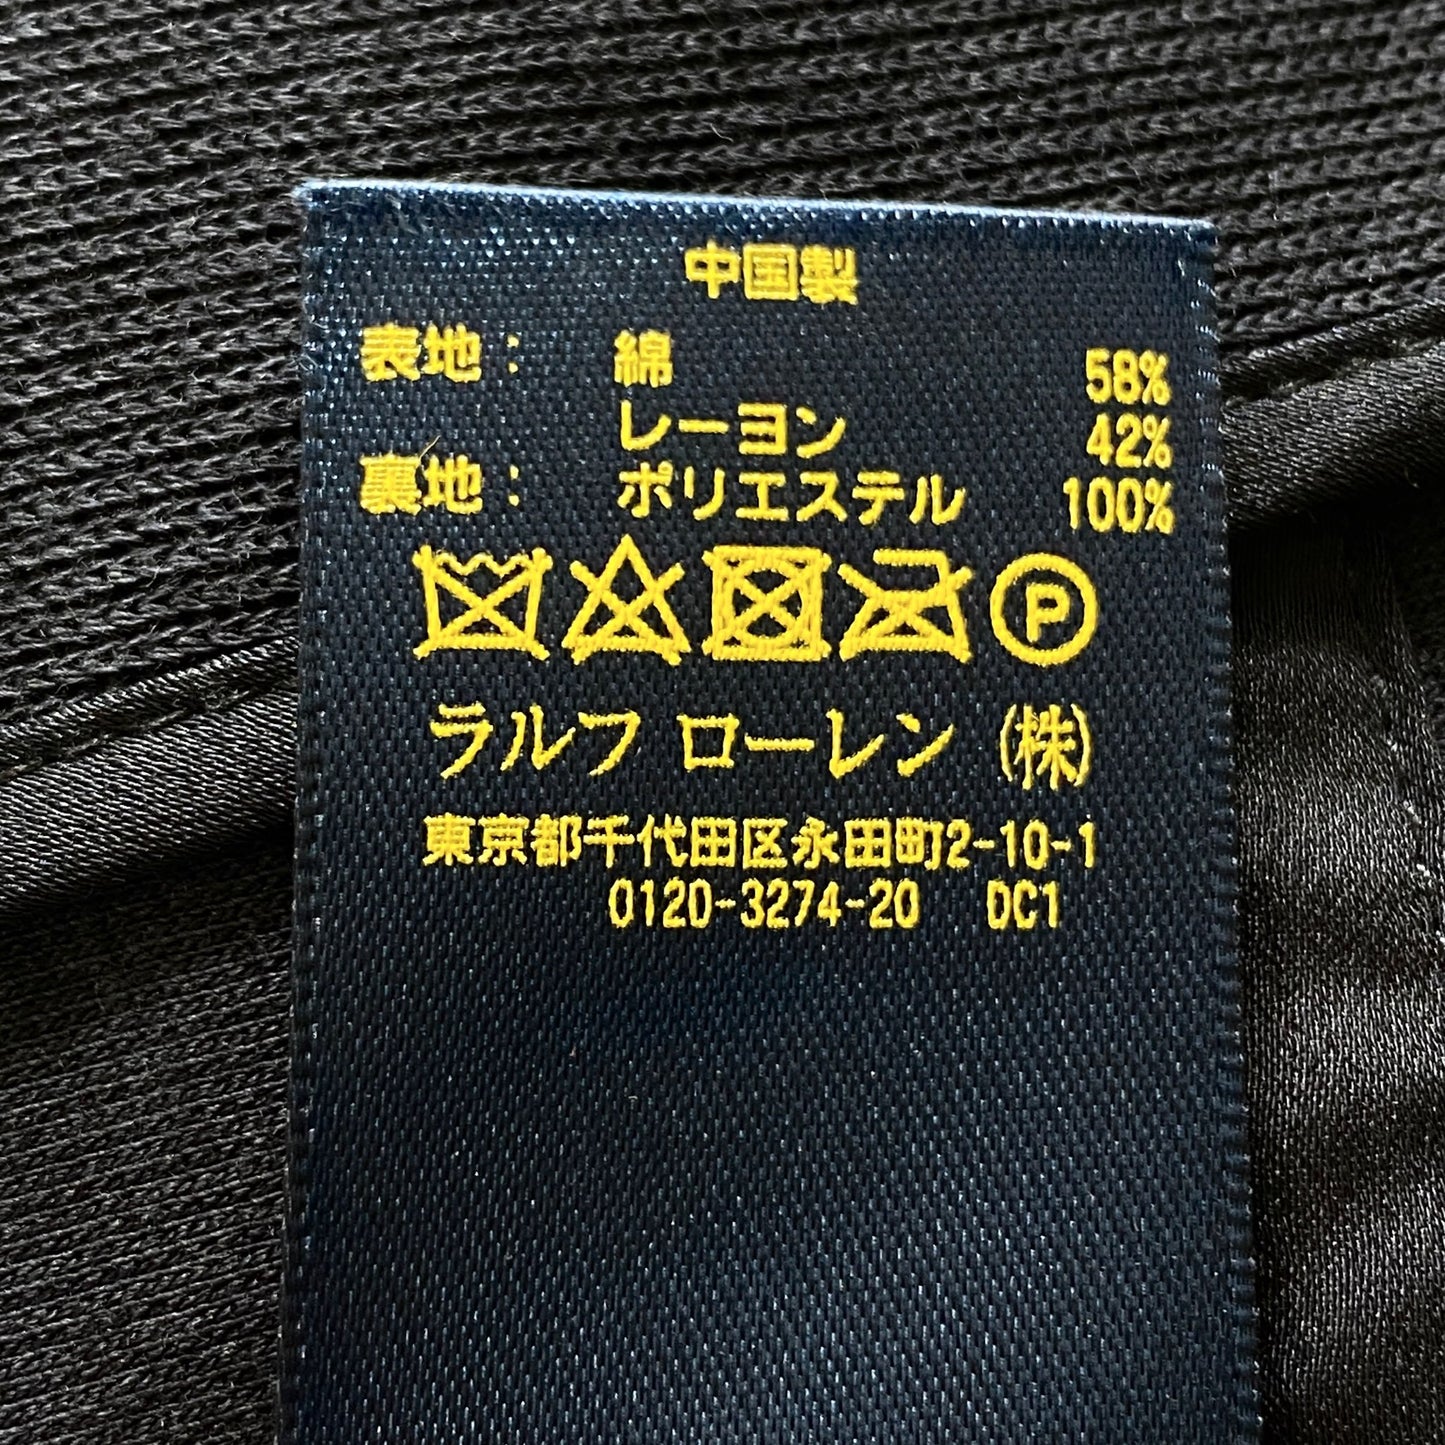 中国製
表地： 綿 58%
レーヨン 42%
裏地： ポリエステル 100%
P
ラルフ ローレン (株)
東京都千代田区永田町2-10-1
0120-3274-20 DC1